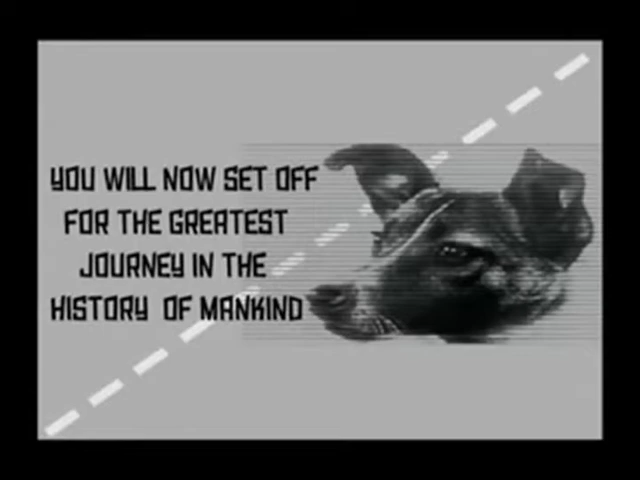 YOU WILL NOW SET OFF
FOR THE GREATEST
JOURNEY IN THE
HISTORY OF MANKIND